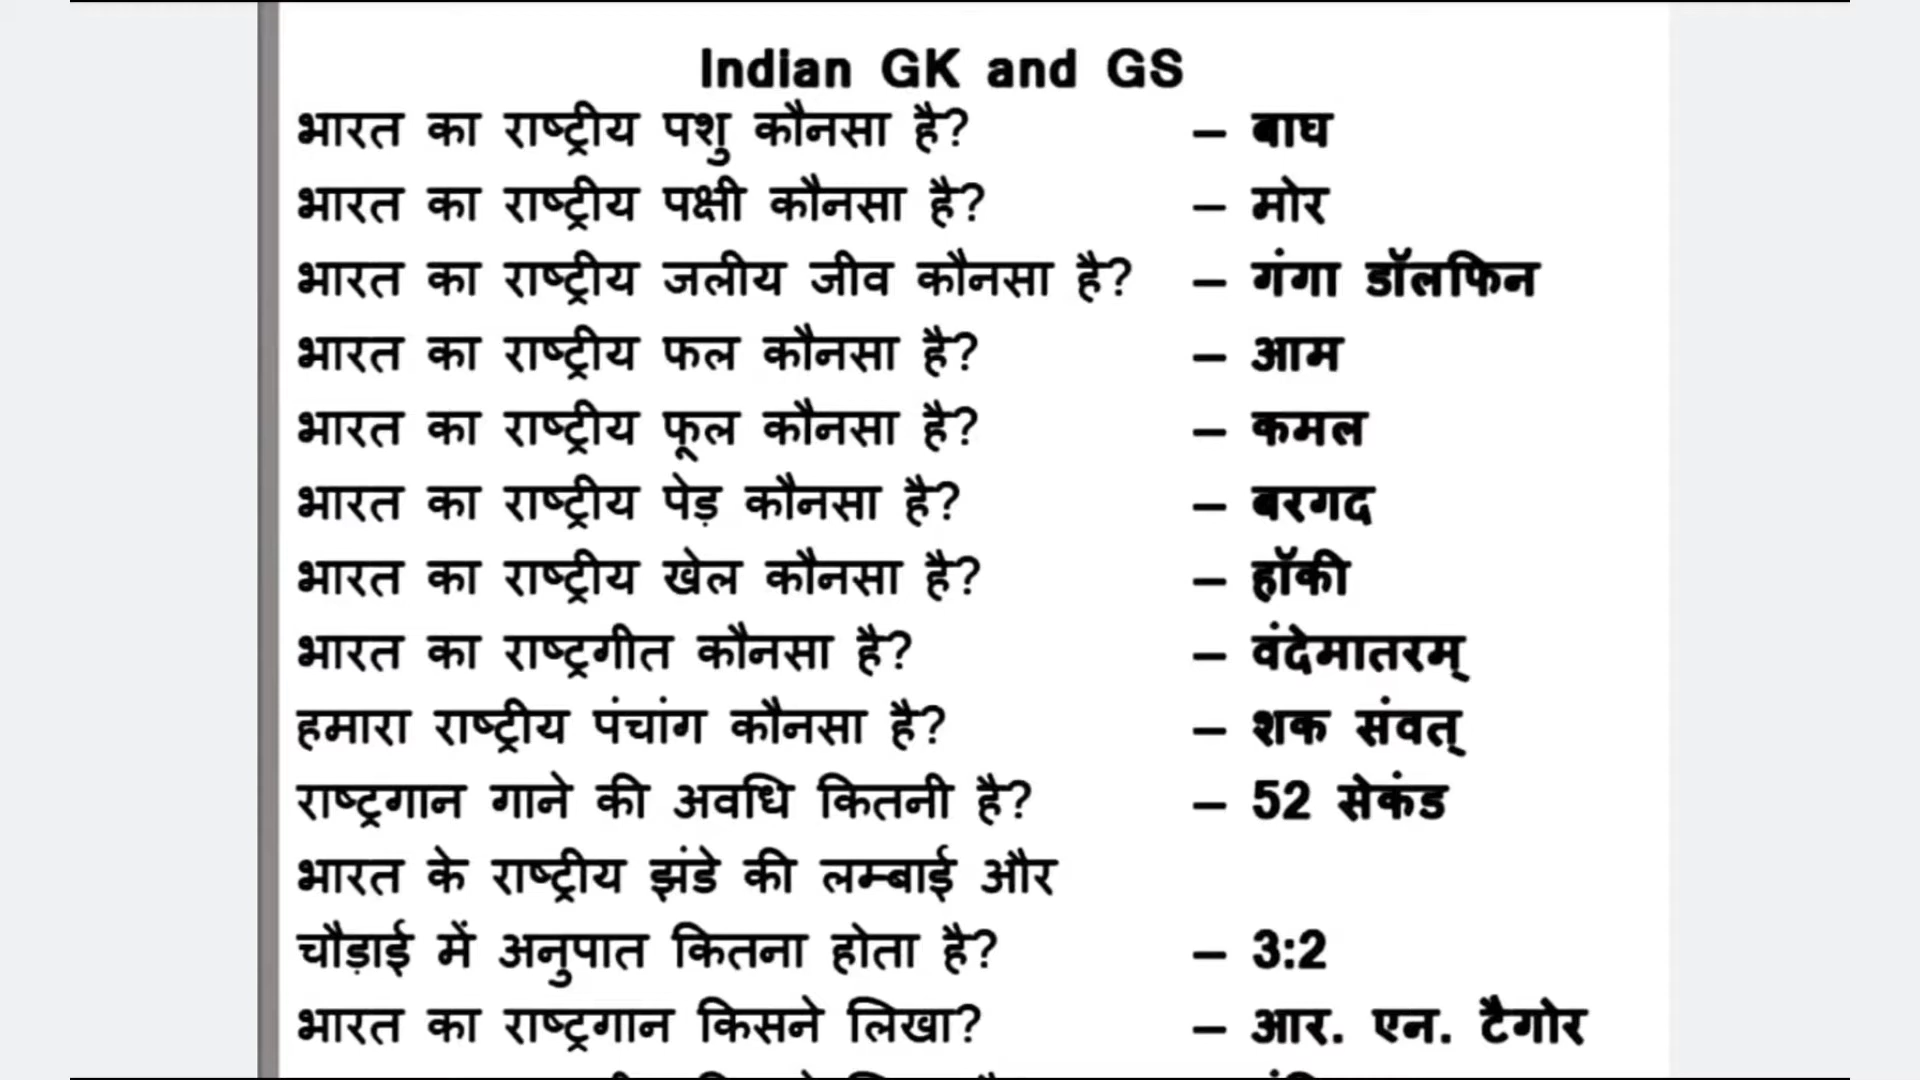 Indian GK and GS
भारत का राष्ट्रीय पशु कौनसा है? – बाघ
भारत का राष्ट्रीय पक्षी कौनसा है? – मोर
भारत का राष्ट्रीय जलीय जीव कौनसा है? – गंगा डॉलफिन
भारत का राष्ट्रीय फल कौनसा है? – आम
भारत का राष्ट्रीय फूल कौनसा है? – कमल
भारत का राष्ट्रीय पेड़ कौनसा है? – बरगद
भारत का राष्ट्रीय खेल कौनसा है? – हॉकी
भारत का राष्ट्रगीत कौनसा है? – वंदेमातरम्
हमारा राष्ट्रीय पंचांग कौनसा है? – शक संवत्
राष्ट्रगान गाने की अवधि कितनी है? – 52 सेकंड
भारत के राष्ट्रीय झंडे की लम्बाई और
चौड़ाई में अनुपात कितना होता है? – 3:2
भारत का राष्ट्रगान किसने लिखा? – आर. एन. टैगोर